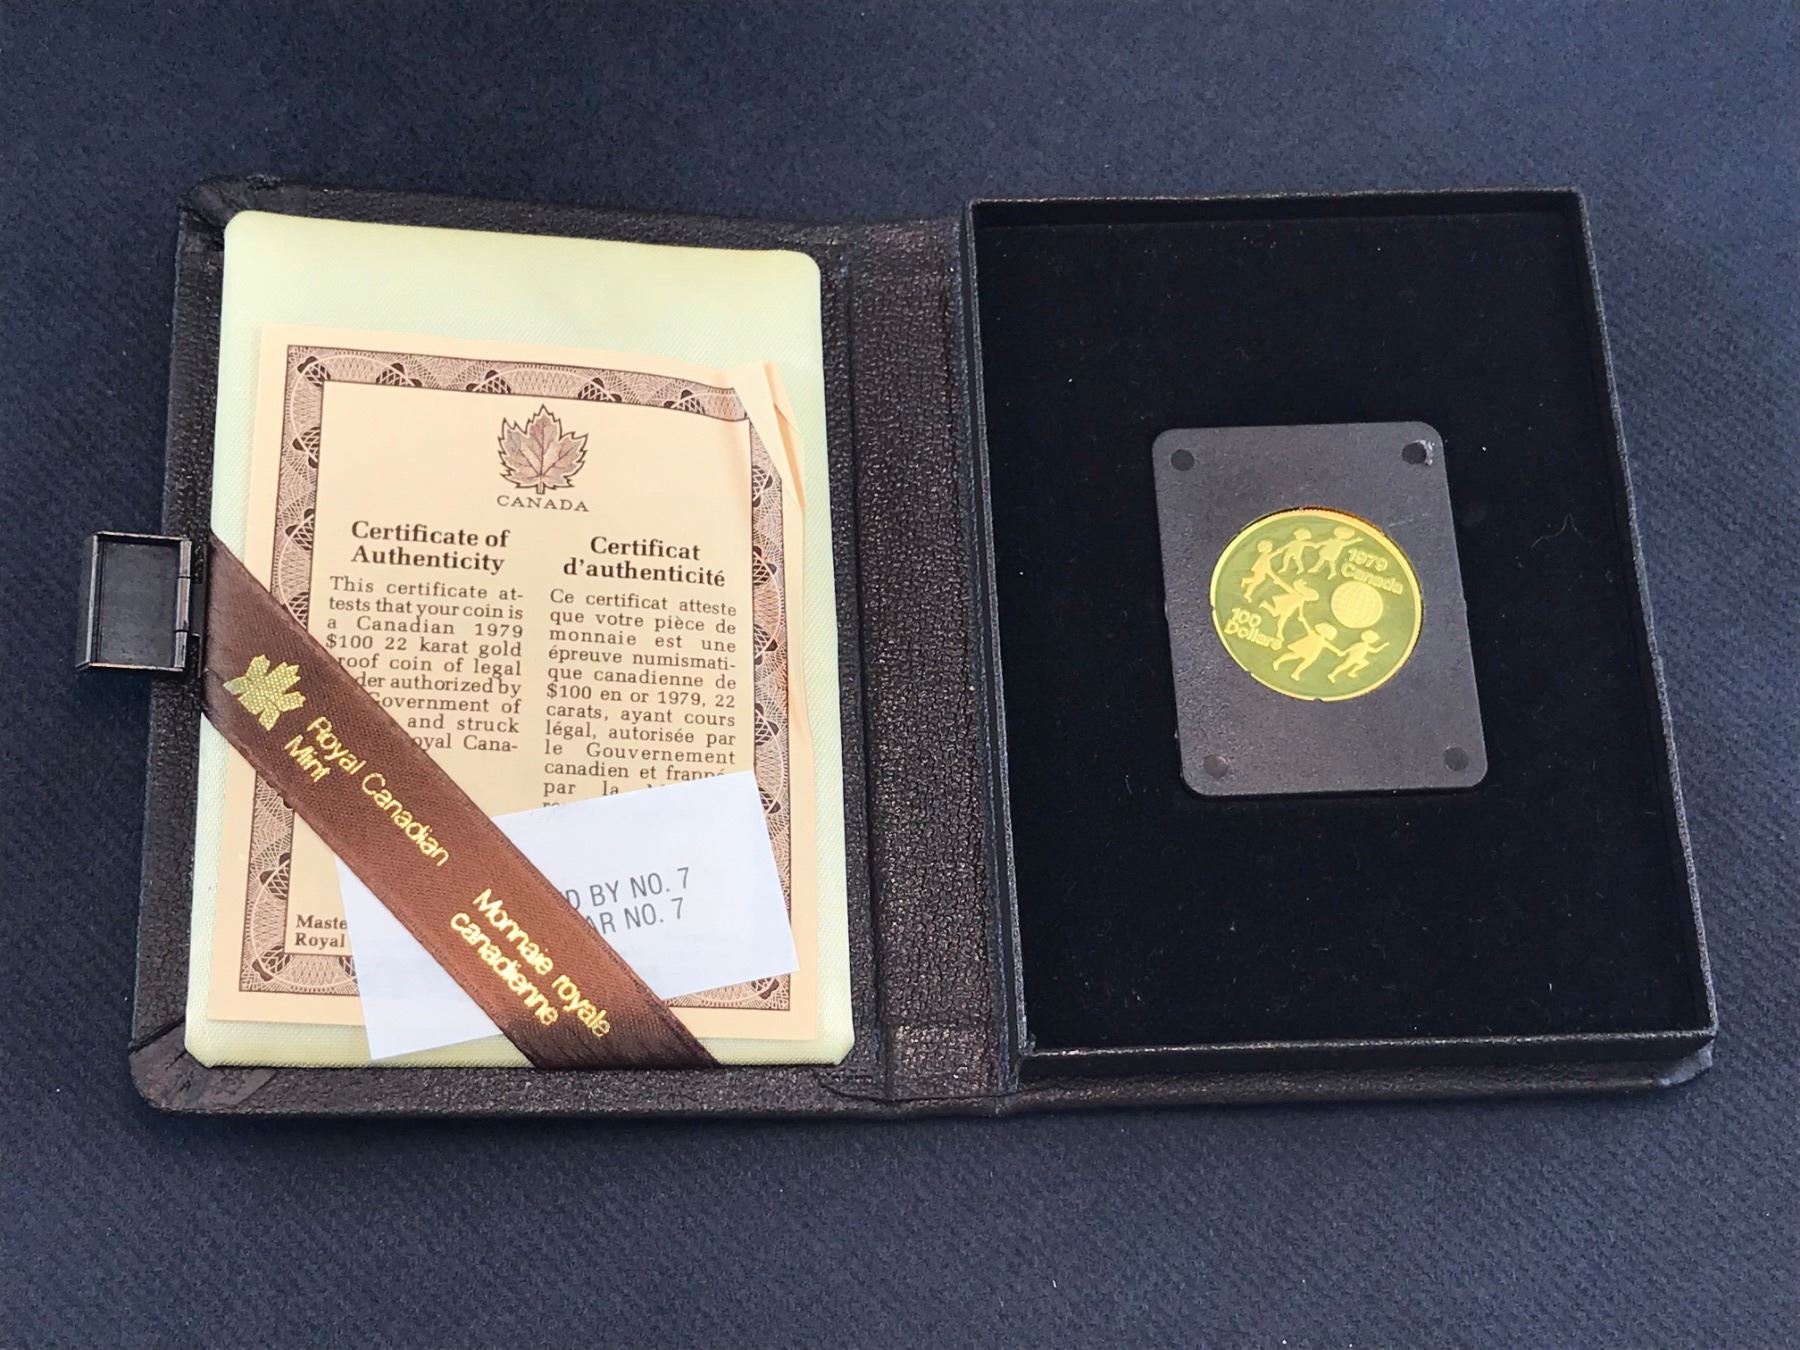 CANADA
Certificate of
Authenticity
This certificate at-
tests that your coin is
a Canadian 1979
$100 22 karat gold
roof coin of legal
der authorized by
overnment of
and struck
oyal Cana-
Certificat
d'authenticité
Ce certificat atteste
que votre pièce de
monnaie est une
épreuve numismati-
que canadienne de
$100 en or 1979, 22
carats, ayant cours
légal, autorisée par
le Gouvernement
canadien et frappé
par la
Maste
Royal
D BY NO. 7
AR NO. 7
Royal Canadian
Mint
Monnaie royale
canadienne
1979
Canada
100
Dollars